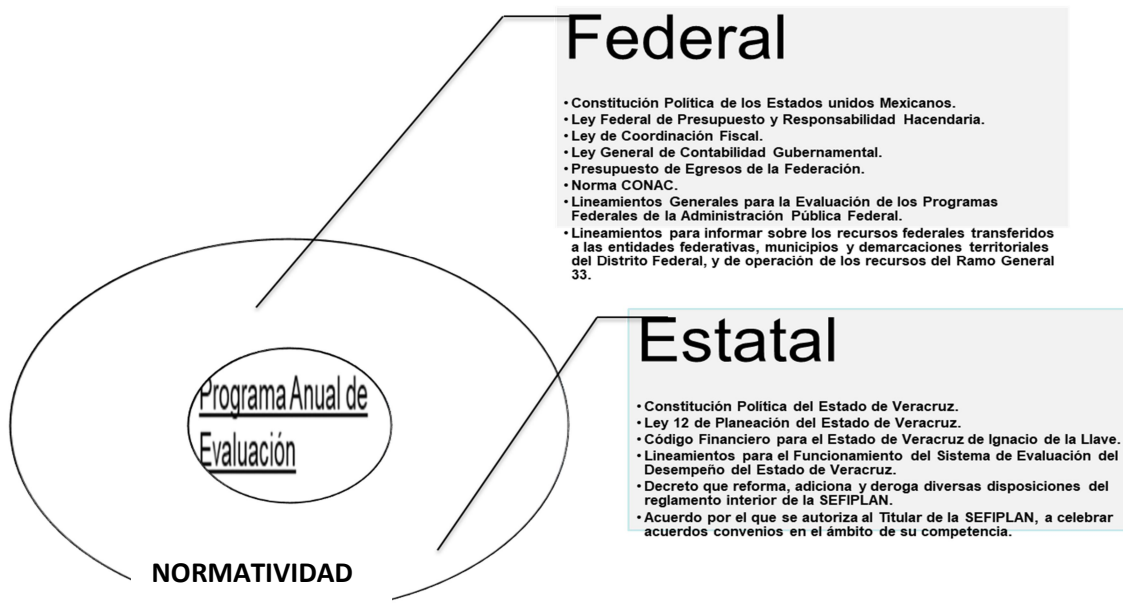 Federal
• Constitución Política de los Estados unidos Mexicanos.
• Ley Federal de Presupuesto y Responsabilidad Hacendaria.
• Ley de Coordinación Fiscal.
• Ley General de Contabilidad Gubernamental.
• Presupuesto de Egresos de la Federación.
• Norma CONAC.
• Lineamientos Generales para la Evaluación de los Programas
Federales de la Administración Pública Federal.
• Lineamientos para informar sobre los recursos federales transferidos
a las entidades federativas, municipios y demarcaciones territoriales
del Distrito Federal, y de operación de los recursos del Ramo General
33.
Estatal
• Constitución Política del Estado de Veracruz.
• Ley 12 de Planeación del Estado de Veracruz.
• Código Financiero para el Estado de Veracruz de Ignacio de la Llave.
• Lineamientos para el Funcionamiento del Sistema de Evaluación del
Desempeño del Estado de Veracruz.
• Decreto que reforma, adiciona y deroga diversas disposiciones del
reglamento interior de la SEFIPLAN.
• Acuerdo por el que se autoriza al Titular de la SEFIPLAN, a celebrar
acuerdos convenios en el ámbito de su competencia.
Programa Anual de
Evaluación
NORMATIVIDAD